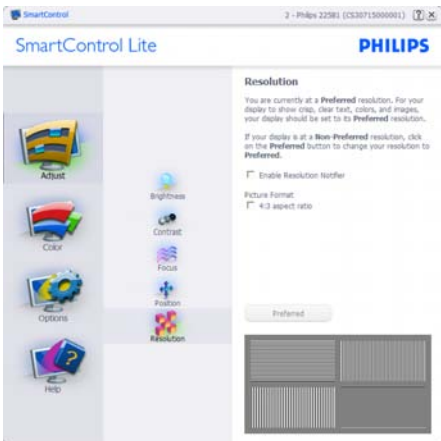 SmartControl
2 - Philips 225B1 (CS30715000001)
SmartControl Lite
PHILIPS
Adjust
Color
Options
Help
Brightness
Contrast
Focus
Position
Resolution
Resolution
You are currently at a Preferred resolution. For your
display to show crisp, clear text, colors, and images,
your display should be set to its Preferred resolution.
If your display is at a Non-Preferred resolution, click
on the Preferred button to change your resolution to
Preferred.
Enable Resolution Notifier
Picture Format
4:3 aspect ratio
Preferred